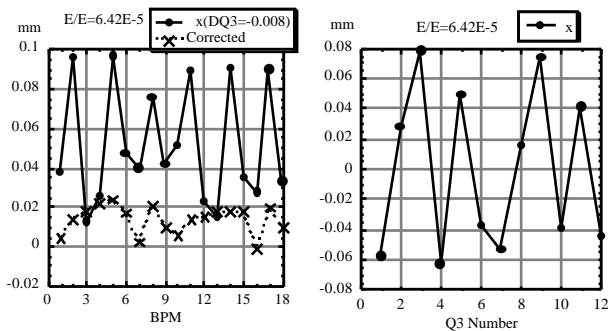 E/E=6.42E-5
x(DQ3=-0.008)
Corrected
mm
0.1
0.08
0.06
0.04
0.02
0
-0.02
0 3 6 9 12 15 18
BPM
E/E=6.42E-5
x
mm
0.08
0.06
0.04
0.02
0
-0.02
-0.04
-0.06
-0.08
0 2 4 6 8 10 12
Q3 Number